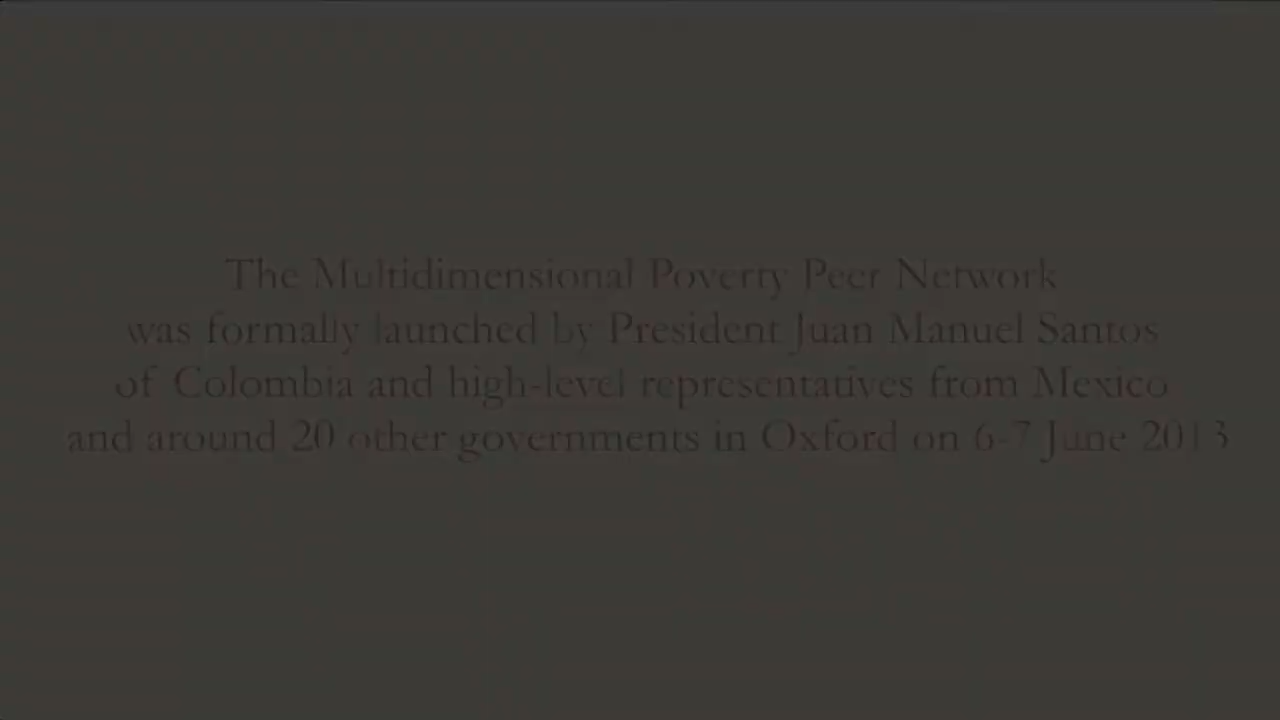 The Multidimensional Poverty Peer Network
was formally launched by President Juan Manuel Santos
of Colombia and high-level representatives from Mexico
and around 20 other governments in Oxford on 6-7 June 2013